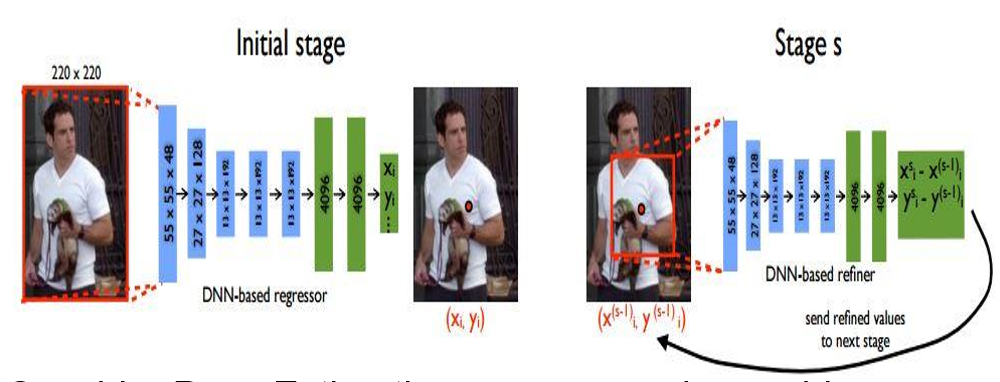 Initial stage
220 x 220
55 x 55 x 48
27 x 27 x 128
13 x 13 x 192
13 x 13 x 192
13 x 13 x 192
4096
4096
xᵢ
yᵢ
⋮
DNN-based regressor
(xᵢ, yᵢ)
Stage s
55 x 55 x 48
27 x 27 x 128
13 x 13 x 192
13 x 13 x 192
13 x 13 x 192
4096
4096
xˢᵢ - x⁽ˢ⁻¹⁾ᵢ
yˢᵢ - y⁽ˢ⁻¹⁾ᵢ
DNN-based refiner
(x⁽ˢ⁻¹⁾ᵢ, y⁽ˢ⁻¹⁾ᵢ)
send refined values
to next stage